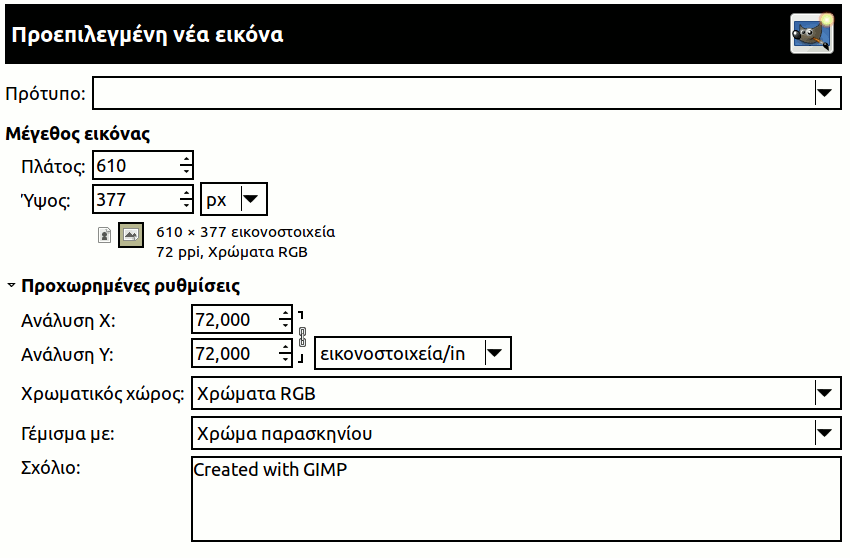 Προεπιλεγμένη νέα εικόνα
Πρότυπο:
Μέγεθος εικόνας
Πλάτος: 610
Ύψος: 377 px
610 × 377 εικονοστοιχεία
72 ppi, Χρώματα RGB
Προχωρημένες ρυθμίσεις
Ανάλυση X: 72,000
Ανάλυση Y: 72,000 εικονοστοιχεία/in
Χρωματικός χώρος: Χρώματα RGB
Γέμισμα με: Χρώμα παρασκηνίου
Σχόλιο: Created with GIMP